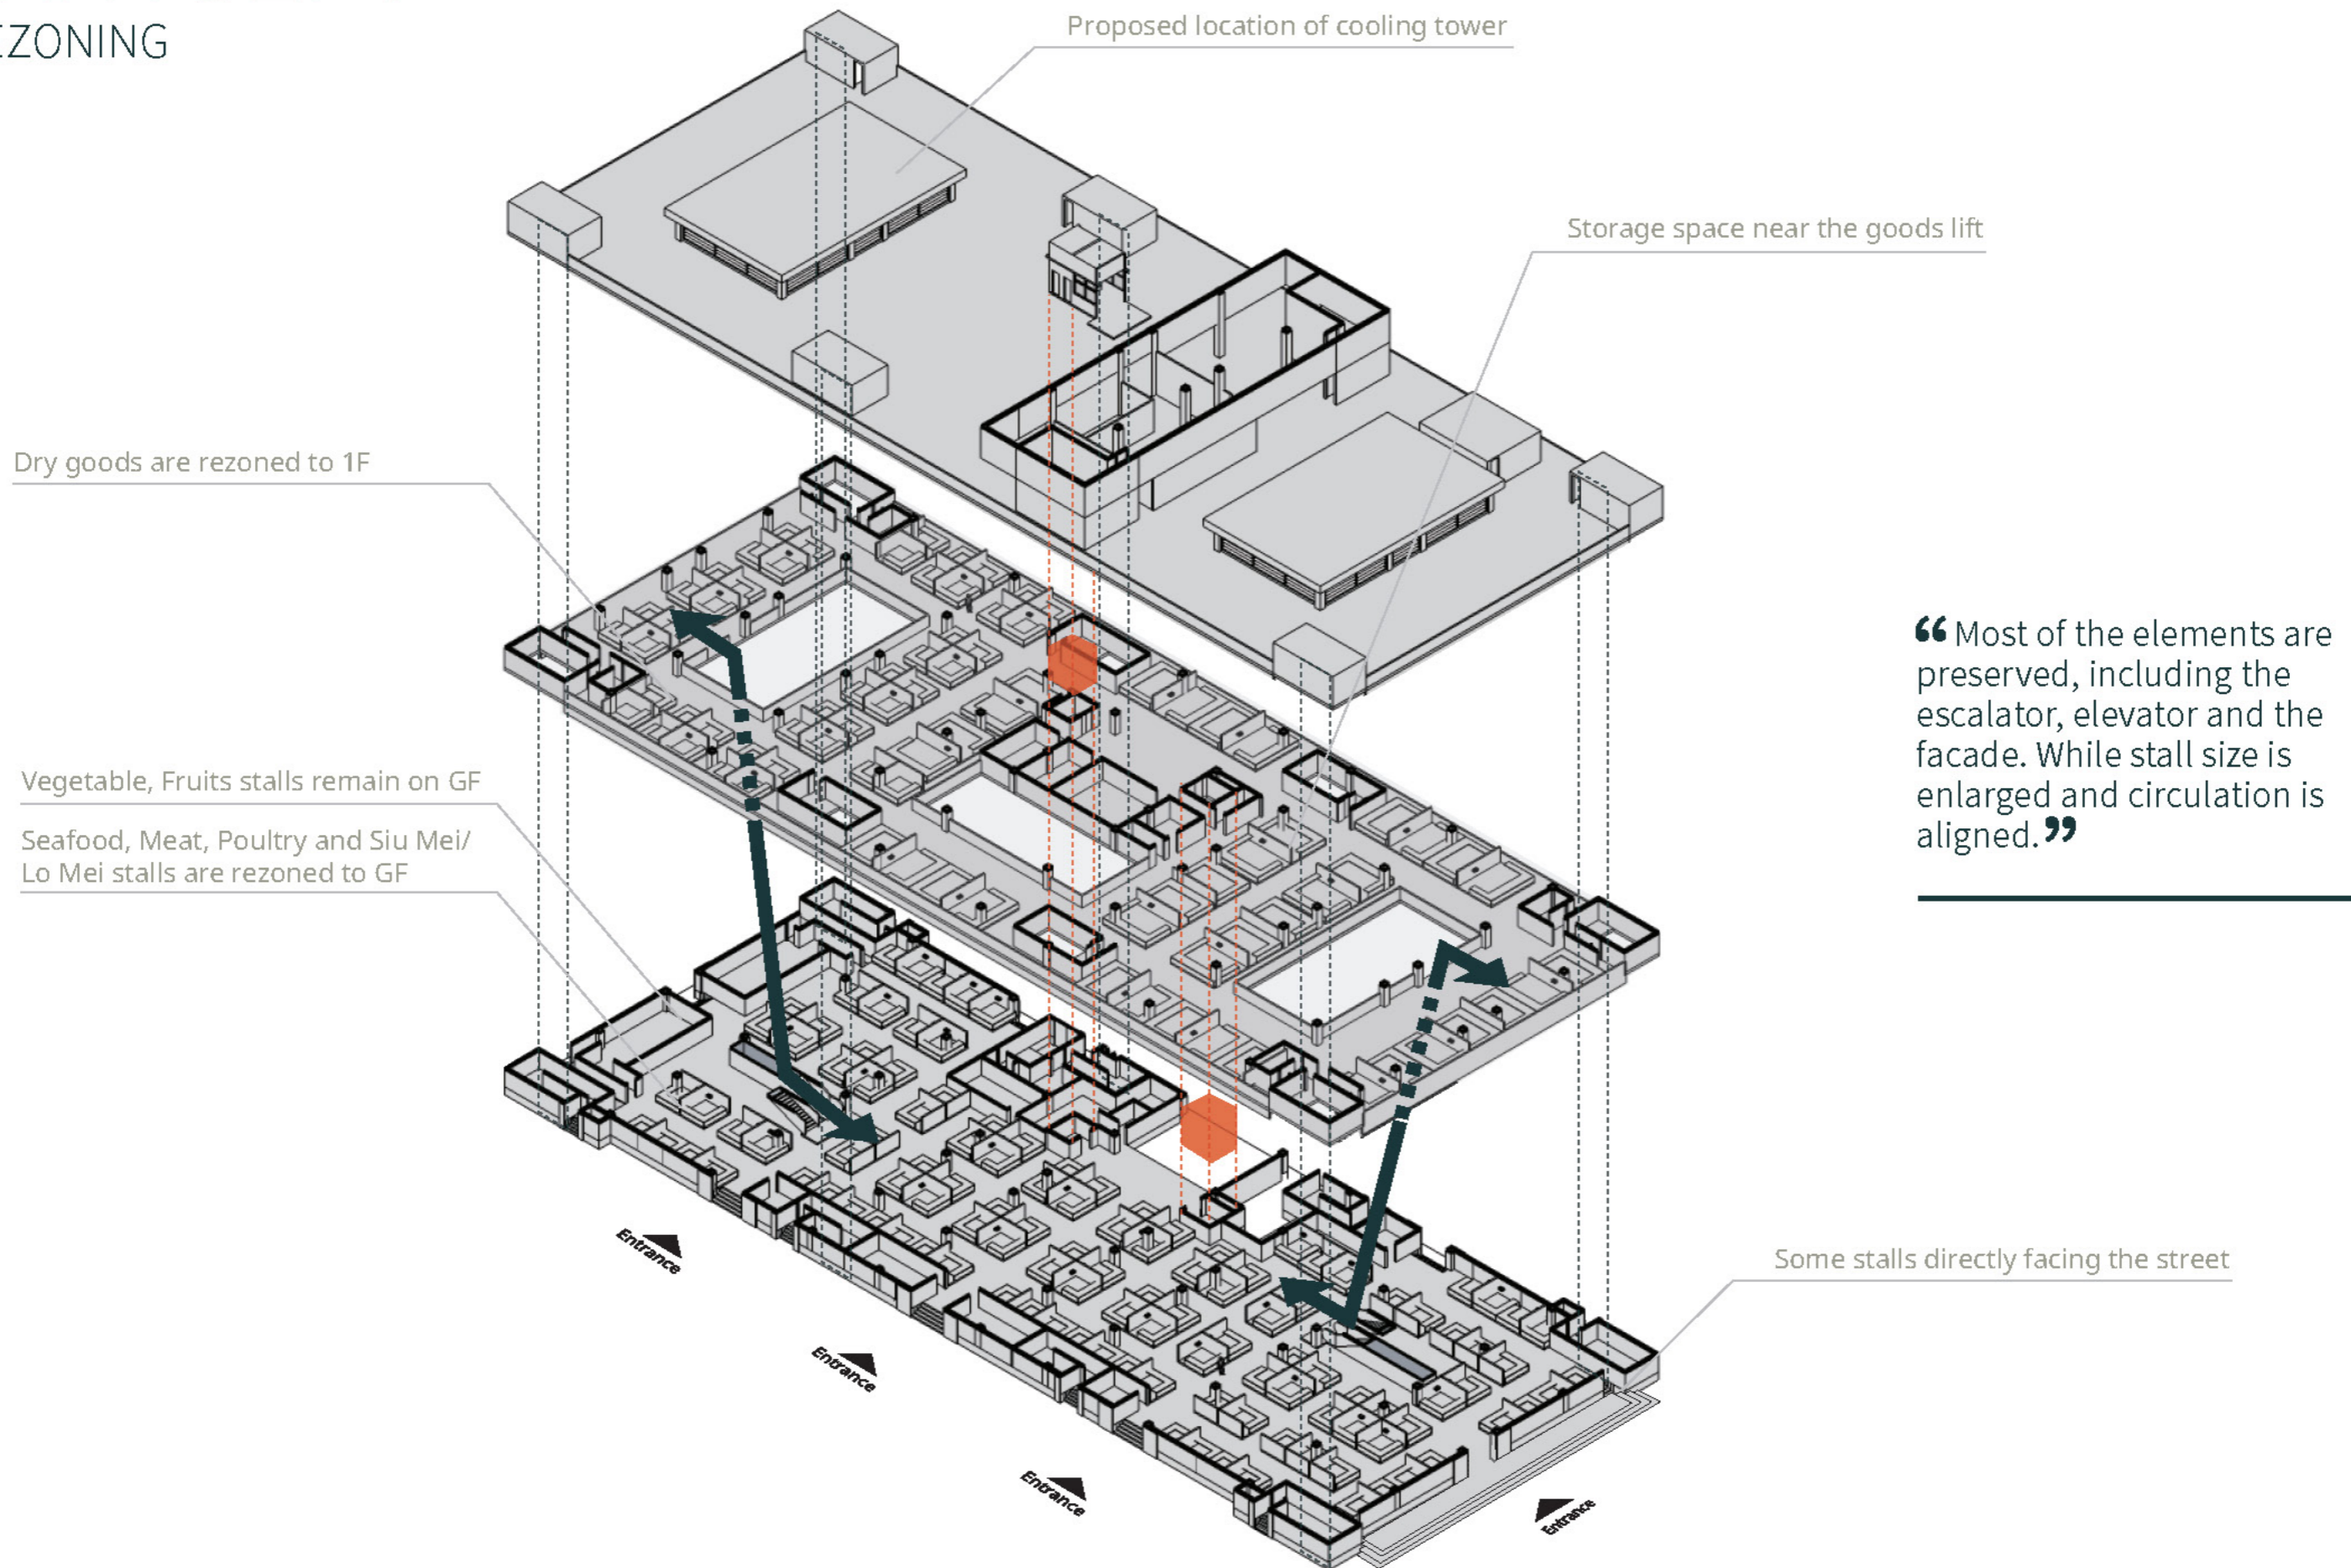 EZONING
Proposed location of cooling tower
Storage space near the goods lift
Dry goods are rezoned to 1F
“Most of the elements are
preserved, including the
escalator, elevator and the
facade. While stall size is
enlarged and circulation is
aligned.”
Vegetable, Fruits stalls remain on GF
Seafood, Meat, Poultry and Siu Mei/
Lo Mei stalls are rezoned to GF
Some stalls directly facing the street
Entrance
Entrance
Entrance
Entrance